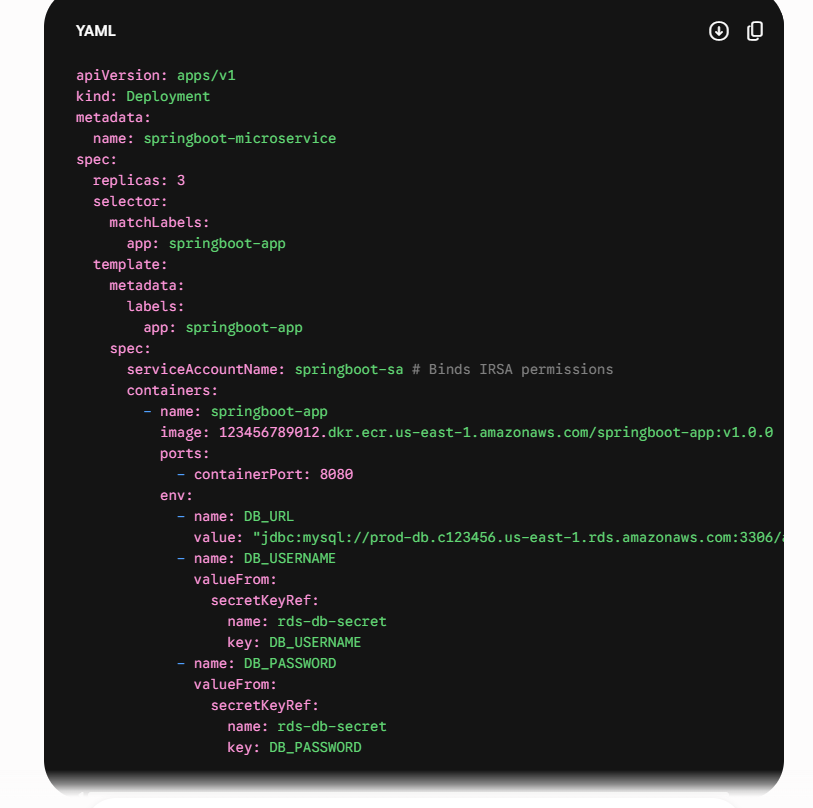 YAML
apiVersion: apps/v1
kind: Deployment
metadata:
  name: springboot-microservice
spec:
  replicas: 3
  selector:
    matchLabels:
      app: springboot-app
  template:
    metadata:
      labels:
        app: springboot-app
    spec:
      serviceAccountName: springboot-sa # Binds IRSA permissions
      containers:
        - name: springboot-app
          image: 123456789012.dkr.ecr.us-east-1.amazonaws.com/springboot-app:v1.0.0
          ports:
            - containerPort: 8080
          env:
            - name: DB_URL
              value: "jdbc:mysql://prod-db.c123456.us-east-1.rds.amazonaws.com:3306/
            - name: DB_USERNAME
              valueFrom:
                secretKeyRef:
                  name: rds-db-secret
                  key: DB_USERNAME
            - name: DB_PASSWORD
              valueFrom:
                secretKeyRef:
                  name: rds-db-secret
                  key: DB_PASSWORD